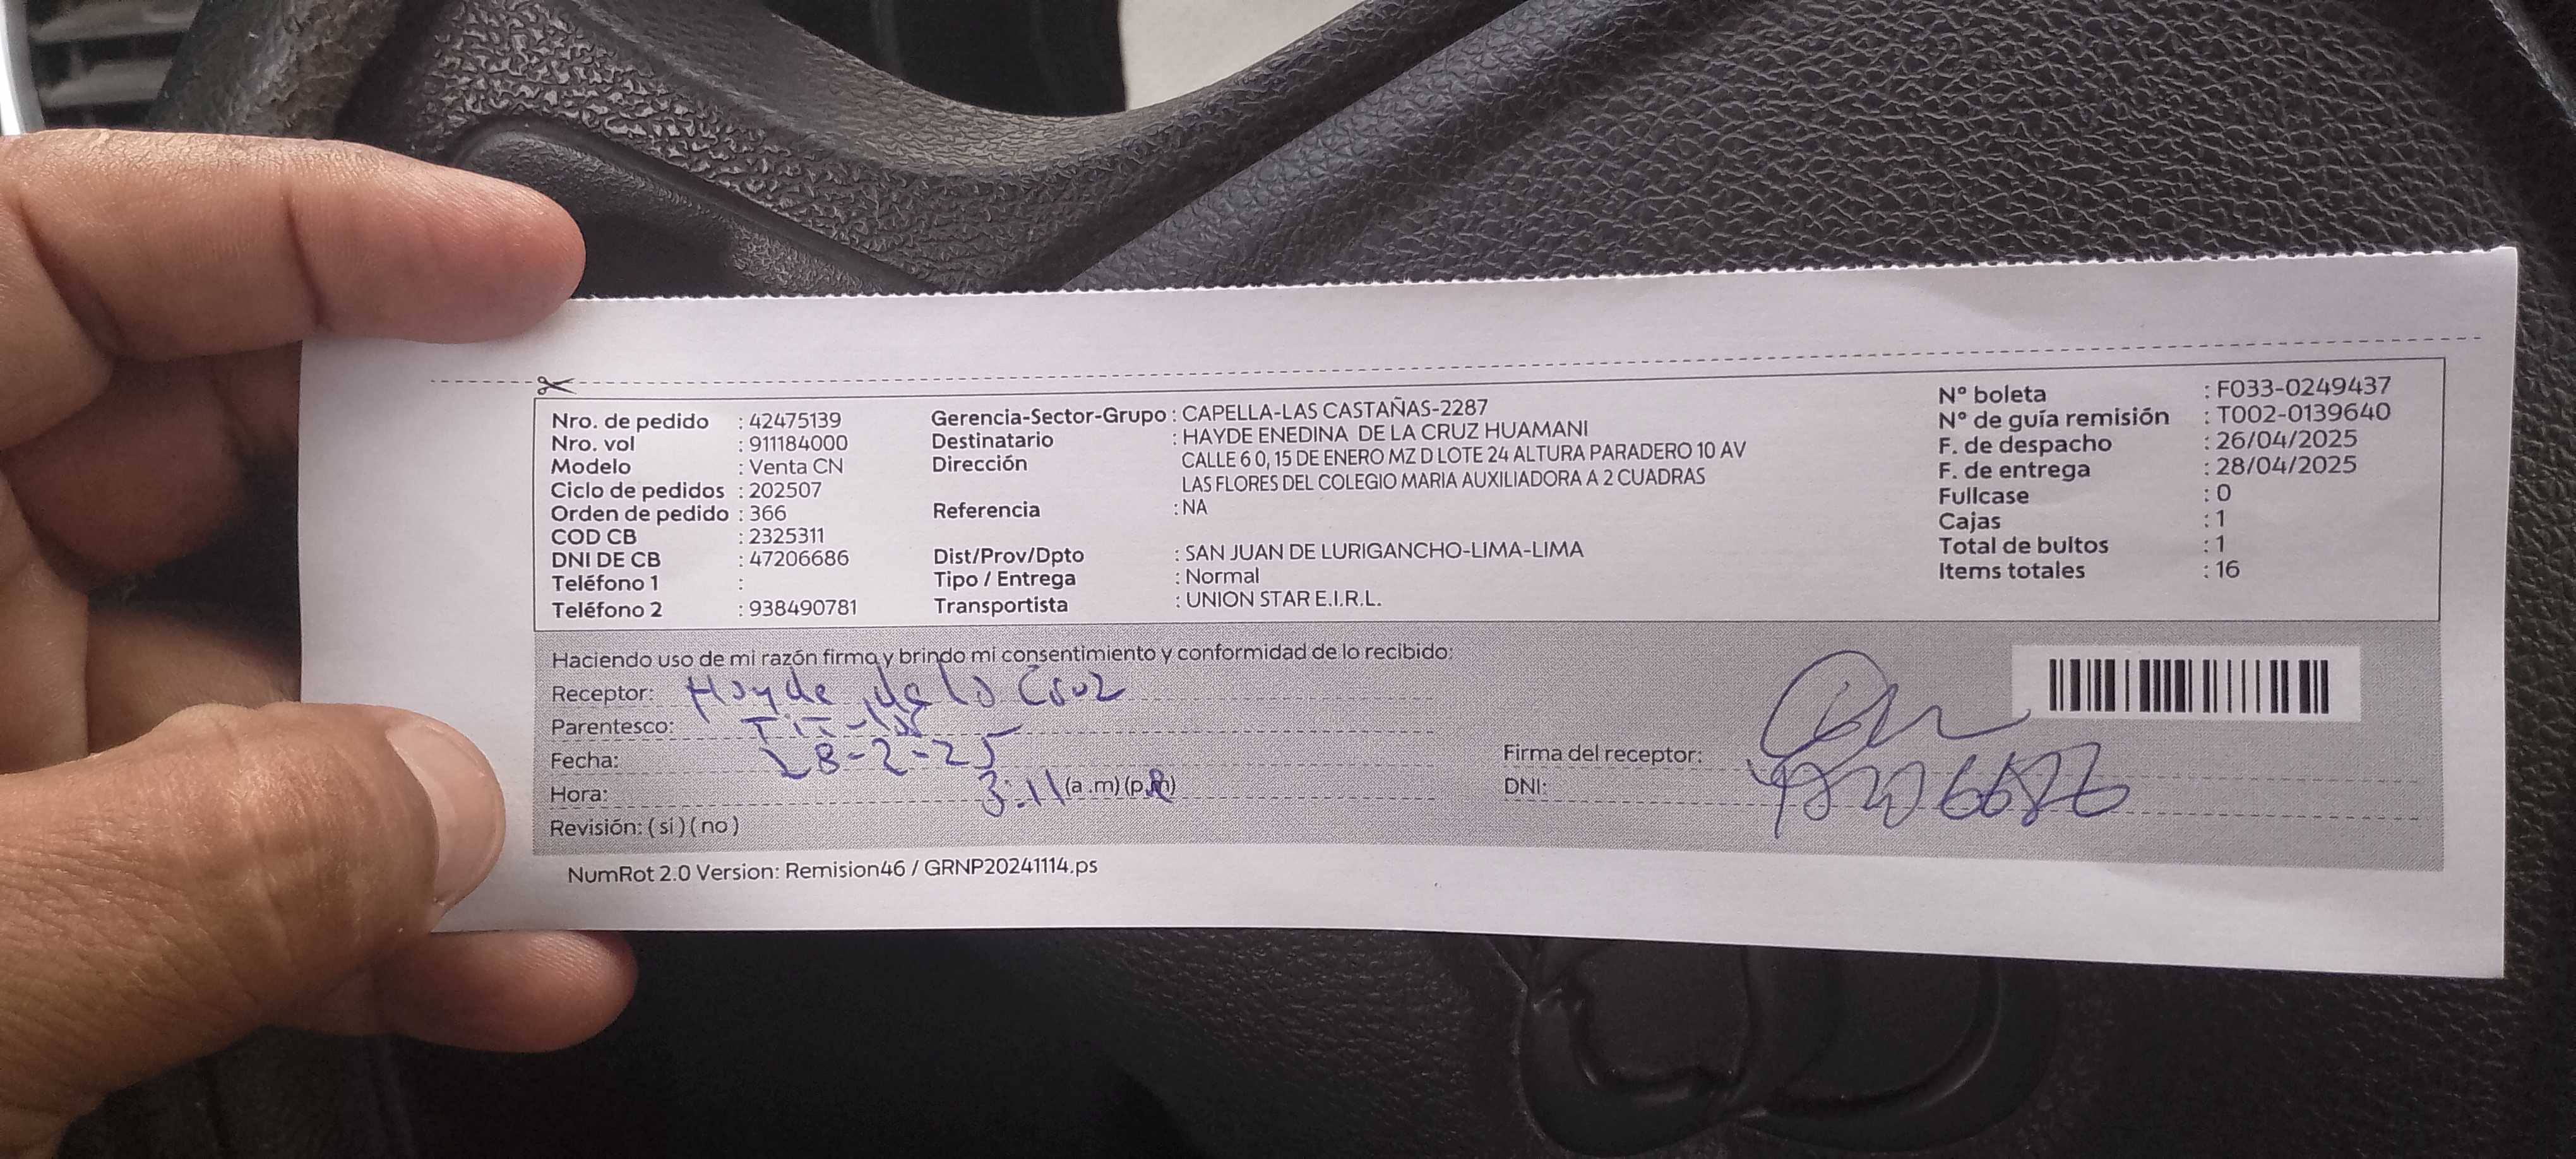 Nro. de pedido : 42475139
Nro. vol : 911184000
Modelo : Venta CN
Ciclo de pedidos : 202507
Orden de pedido : 366
COD CB : 2325311
DNI DE CB : 47206686
Teléfono 1 :
Teléfono 2 : 938490781
Gerencia-Sector-Grupo : CAPELLA-LAS CASTAÑAS-2287
Destinatario : HAYDE ENEDINA DE LA CRUZ HUAMANI
Dirección CALLE 6 0, 15 DE ENERO MZ D LOTE 24 ALTURA PARADERO 10 AV
LAS FLORES DEL COLEGIO MARIA AUXILIADORA A 2 CUADRAS
Referencia : NA
Dist/Prov/Dpto : SAN JUAN DE LURIGANCHO-LIMA-LIMA
Tipo / Entrega : Normal
Transportista : UNION STAR E.I.R.L.
Nº boleta : F033-0249437
Nº de guía remisión : T002-0139640
F. de despacho : 26/04/2025
F. de entrega : 28/04/2025
Fullcase : 0
Cajas : 1
Total de bultos : 1
Items totales : 16
Haciendo uso de mi razón firmo y brindo mi consentimiento y conformidad de lo recibido:
Receptor: Hayde de la Cruz
Parentesco:
Fecha: 28-2-25
Hora: 3:11 (a.m) (p.m)
Revisión: ( si ) ( no )
Firma del receptor:
DNI:
NumRot 2.0 Version: Remision46 / GRNP20241114.ps